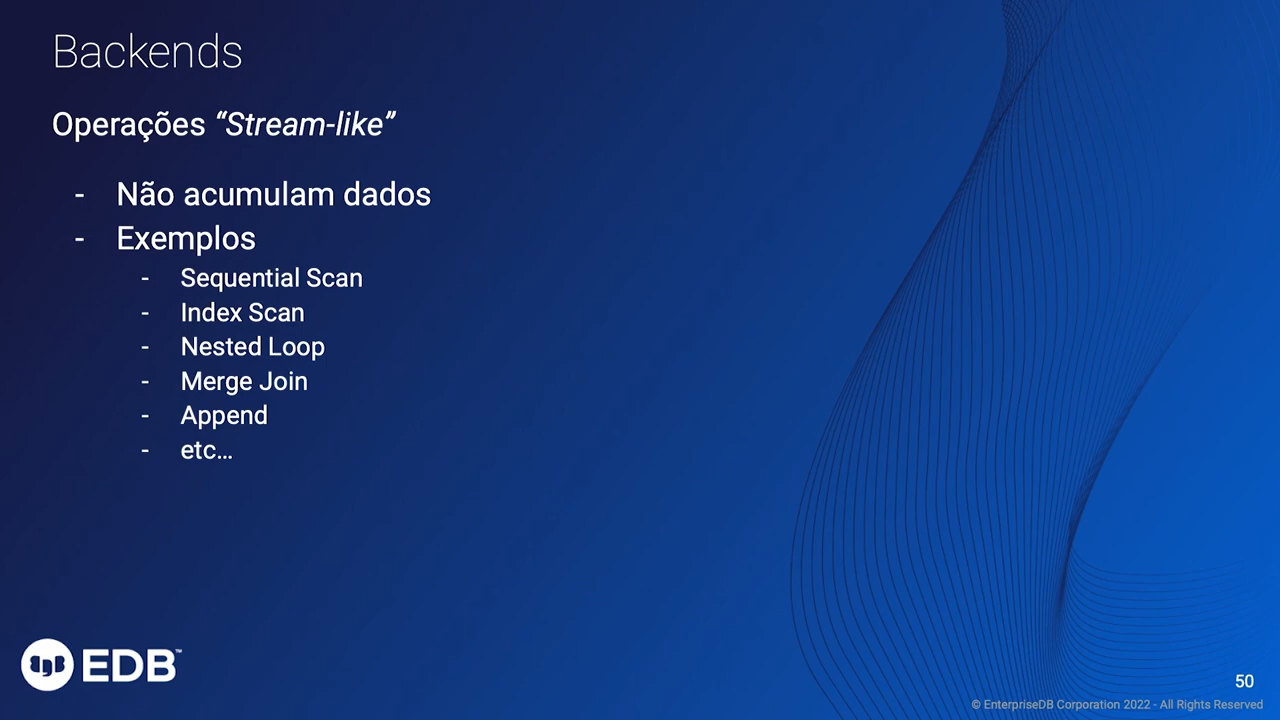 Backends
Operações “Stream-like”
- Não acumulam dados
- Exemplos
- Sequential Scan
- Index Scan
- Nested Loop
- Merge Join
- Append
- etc…
EDB™
50
© EnterpriseDB Corporation 2022 - All Rights Reserved